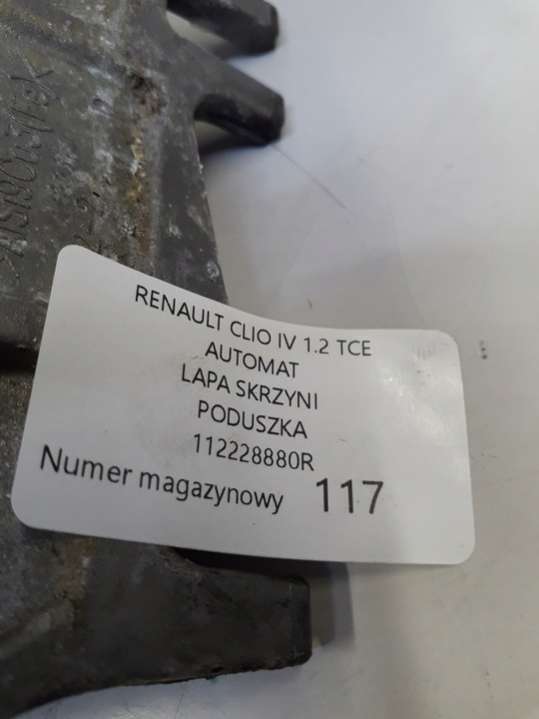 RENAULT CLIO IV 1.2 TCE
AUTOMAT
LAPA SKRZYNI
PODUSZKA
112228880R
Numer magazynowy 117